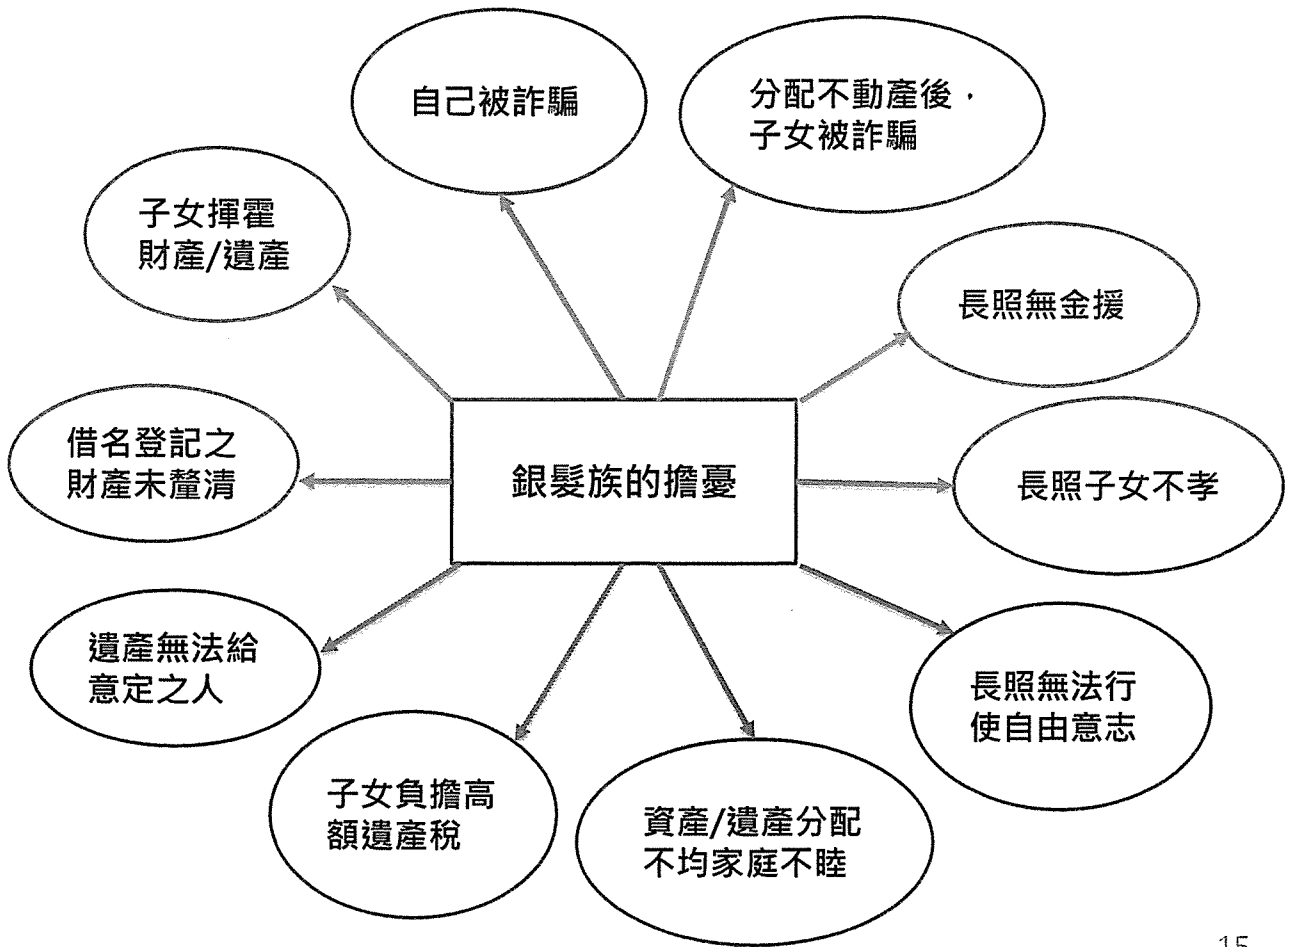 自己被詐騙
分配不動產後，
子女被詐騙
子女揮霍
財產/遺產
長照無金援
借名登記之
財產未釐清
銀髮族的擔憂
長照子女不孝
遺產無法給
意定之人
長照無法行
使自由意志
子女負擔高
額遺產稅
資產/遺產分配
不均家庭不睦
15